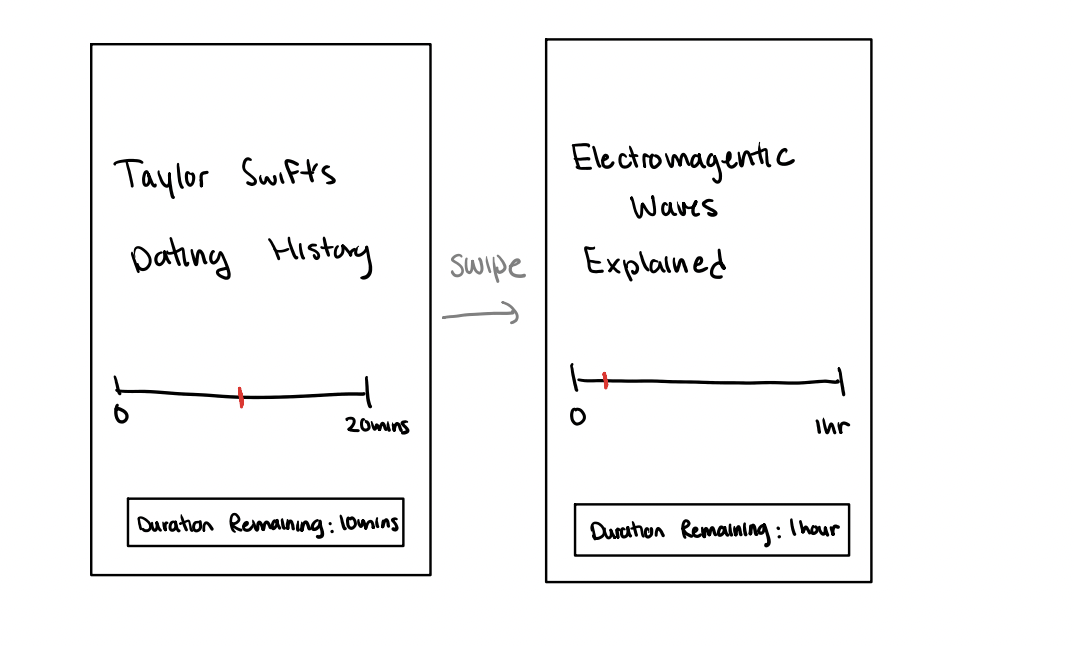 Taylor Swifts
Dating History
0
20mins
Duration Remaining: 10mins
swipe
Electromagentic
Waves
Explained
0
1hr
Duration Remaining: 1hour